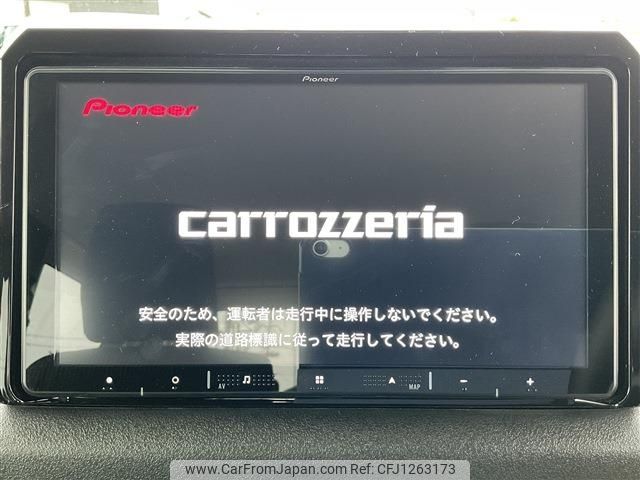 Pioneer
Pioneer
carrozzeria
安全のため、運転者は走行中に操作しないでください。
実際の道路標識に従って走行してください。
AV
MAP
www.CarFromJapan.com - CFJ1263173